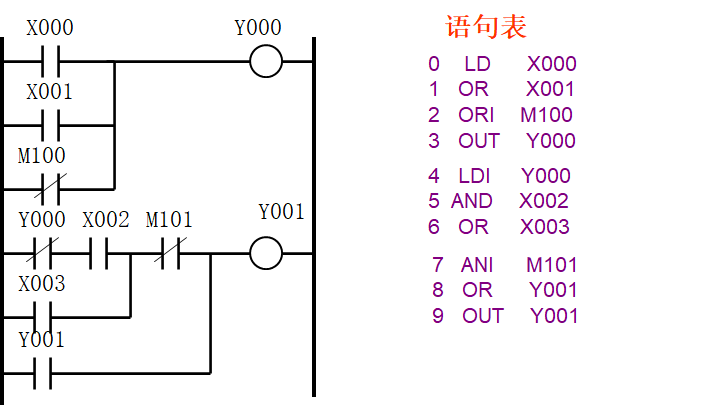 X000 Y000
X001
M100
Y000 X002 M101 Y001
X003
Y001
语句表
0 LD X000
1 OR X001
2 ORI M100
3 OUT Y000
4 LDI Y000
5 AND X002
6 OR X003
7 ANI M101
8 OR Y001
9 OUT Y001